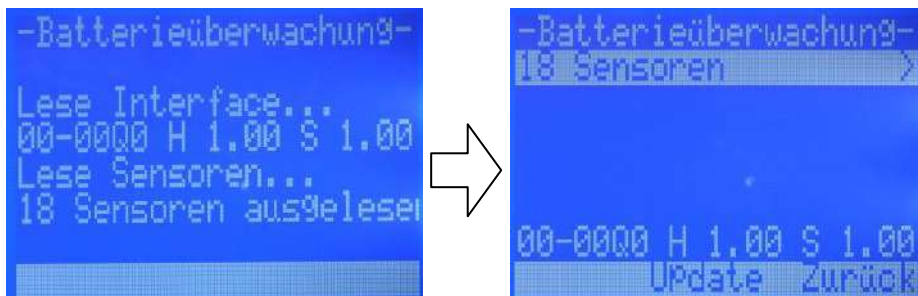 -Batterieüberwachung-
Lese Interface...
00-00Q0 H 1.00 S 1.00
Lese Sensoren...
18 Sensoren ausgelesen
-Batterieüberwachung-
18 Sensoren >
00-00Q0 H 1.00 S 1.00
UPdate Zurück